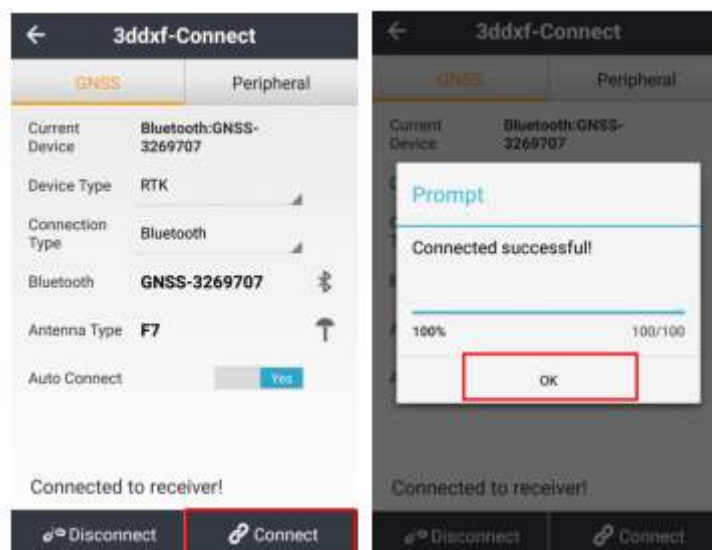 3ddxf-Connect
GNSS Peripheral
Current Device Bluetooth:GNSS-3269707
Device Type RTK
Connection Type Bluetooth
Bluetooth GNSS-3269707
Antenna Type F7
Auto Connect Yes
Connected to receiver!
Disconnect Connect
3ddxf-Connect
GNSS Peripheral
Current Device Bluetooth:GNSS-3269707
Prompt
Connected successful!
100% 100/100
OK
Connected to receiver!
Disconnect Connect